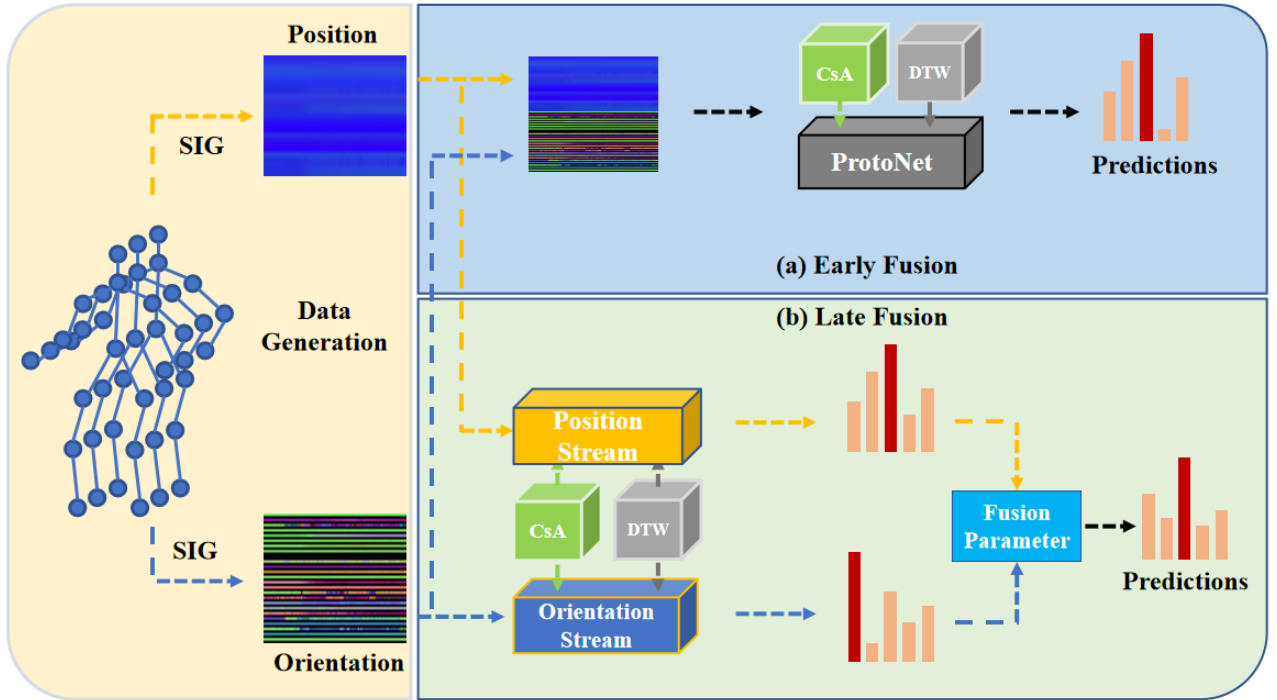 Position
SIG
Data
Generation
SIG
Orientation
CsA
DTW
ProtoNet
Predictions
(a) Early Fusion
(b) Late Fusion
Position
Stream
CsA
DTW
Orientation
Stream
Fusion
Parameter
Predictions